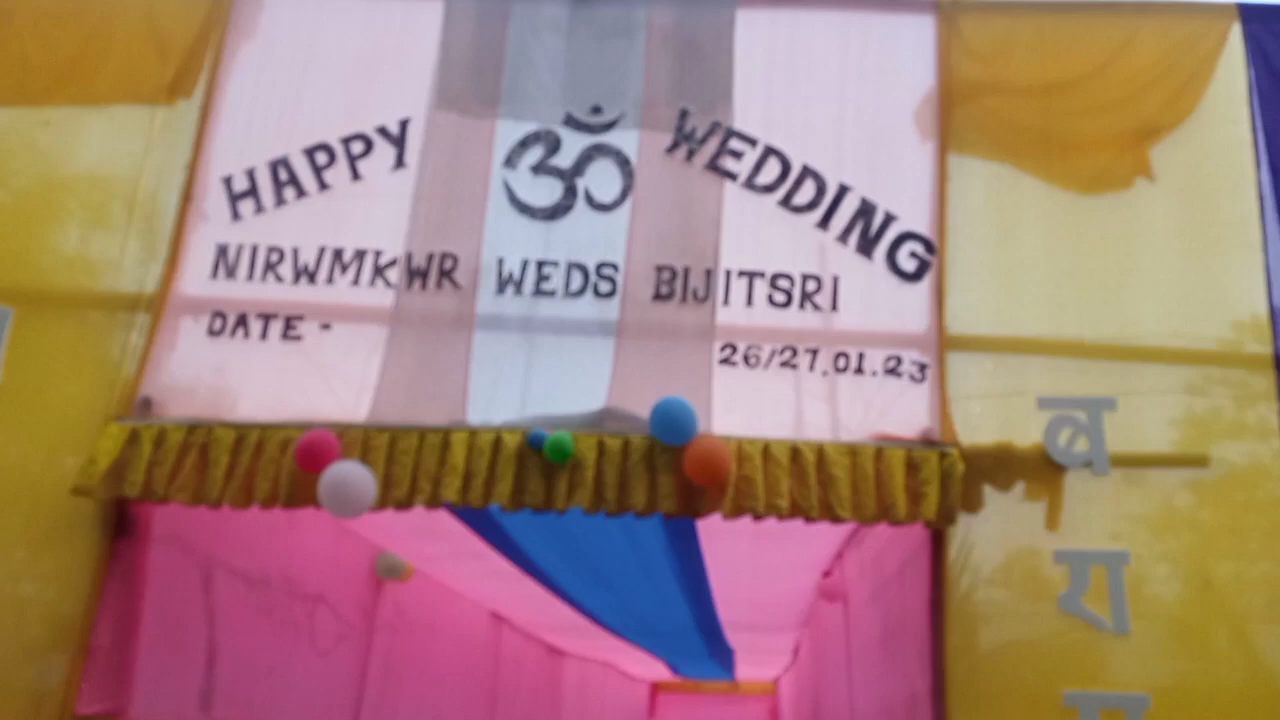 HAPPY ॐ WEDDING
NIRWMKWR WEDS BIJITSRI
DATE - 26/27.01.23
ब
रा